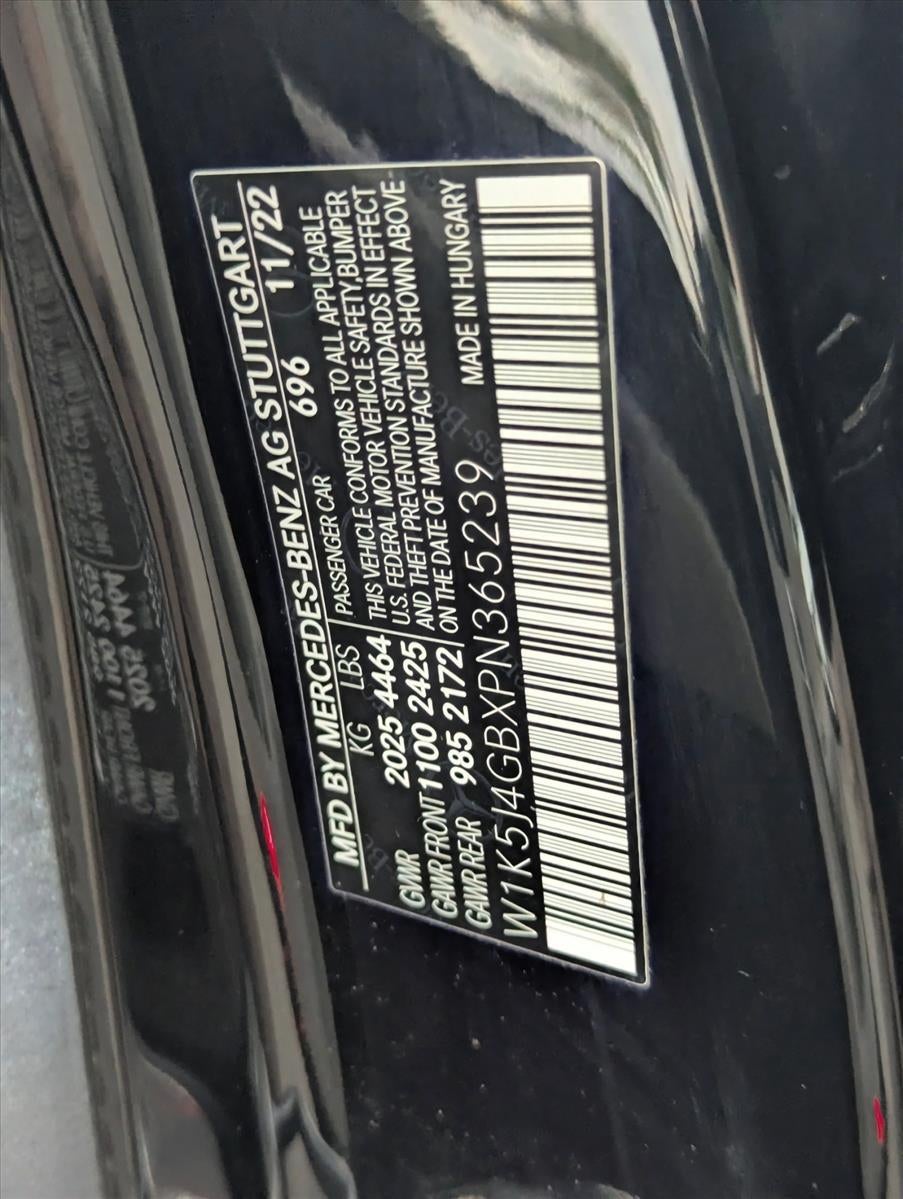 MFD BY MERCEDES-BENZ AG STUTTGART
KG LBS 696 11/22
GVWR 2025 4464
GAWR FRONT 1100 2425
GAWR REAR 985 2172
PASSENGER CAR
THIS VEHICLE CONFORMS TO ALL APPLICABLE
U.S. FEDERAL MOTOR VEHICLE SAFETY, BUMPER
AND THEFT PREVENTION STANDARDS IN EFFECT
ON THE DATE OF MANUFACTURE SHOWN ABOVE.
MADE IN HUNGARY
W1K5J4GBXPN365239